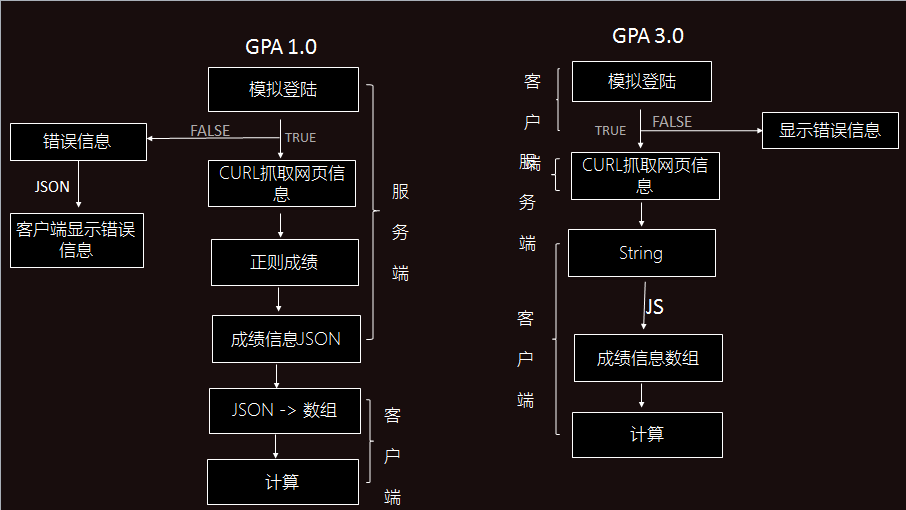 GPA 1.0
模拟登陆
FALSE
TRUE
错误信息
JSON
客户端显示错误
信息
CURL抓取网页信
息
正则成绩
成绩信息JSON
服
务
端
JSON -> 数组
计算
客
户
端
GPA 3.0
模拟登陆
客
户
端
TRUE
FALSE
显示错误信息
CURL抓取网页信
息
服
务
端
String
JS
成绩信息数组
计算
客
户
端